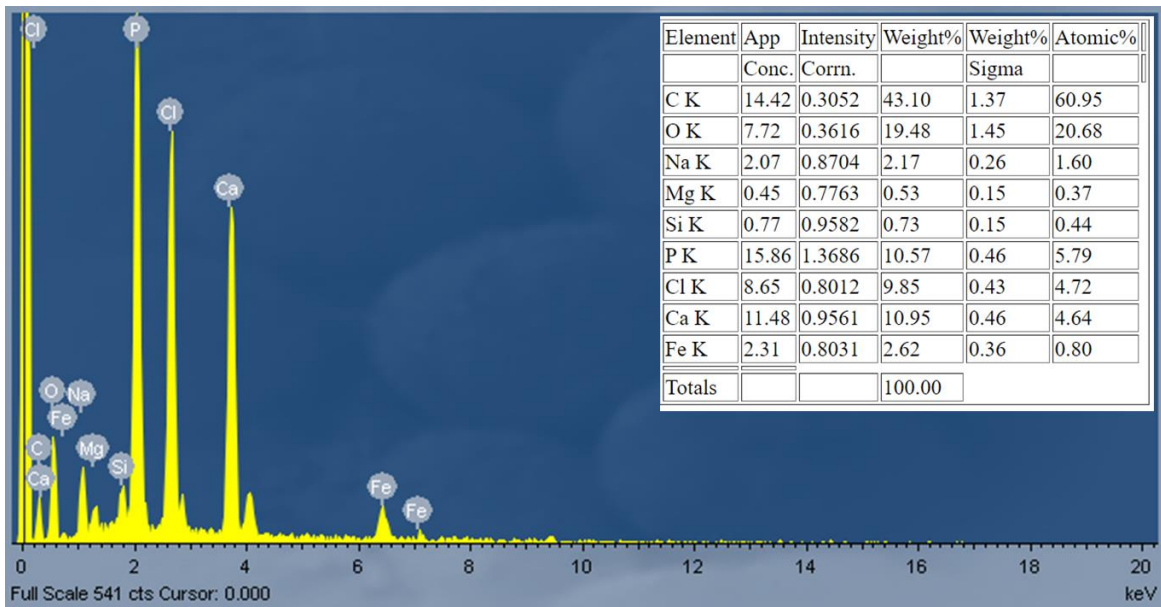 Cl
P
Cl
Ca
O
Na
Fe
C
Ca
Mg
Si
Fe
Fe
Element App Intensity Weight% Weight% Atomic%
Conc. Corrn. Sigma
C K 14.42 0.3052 43.10 1.37 60.95
O K 7.72 0.3616 19.48 1.45 20.68
Na K 2.07 0.8704 2.17 0.26 1.60
Mg K 0.45 0.7763 0.53 0.15 0.37
Si K 0.77 0.9582 0.73 0.15 0.44
P K 15.86 1.3686 10.57 0.46 5.79
Cl K 8.65 0.8012 9.85 0.43 4.72
Ca K 11.48 0.9561 10.95 0.46 4.64
Fe K 2.31 0.8031 2.62 0.36 0.80
Totals 100.00
0 2 4 6 8 10 12 14 16 18 20
Full Scale 541 cts Cursor: 0.000 keV